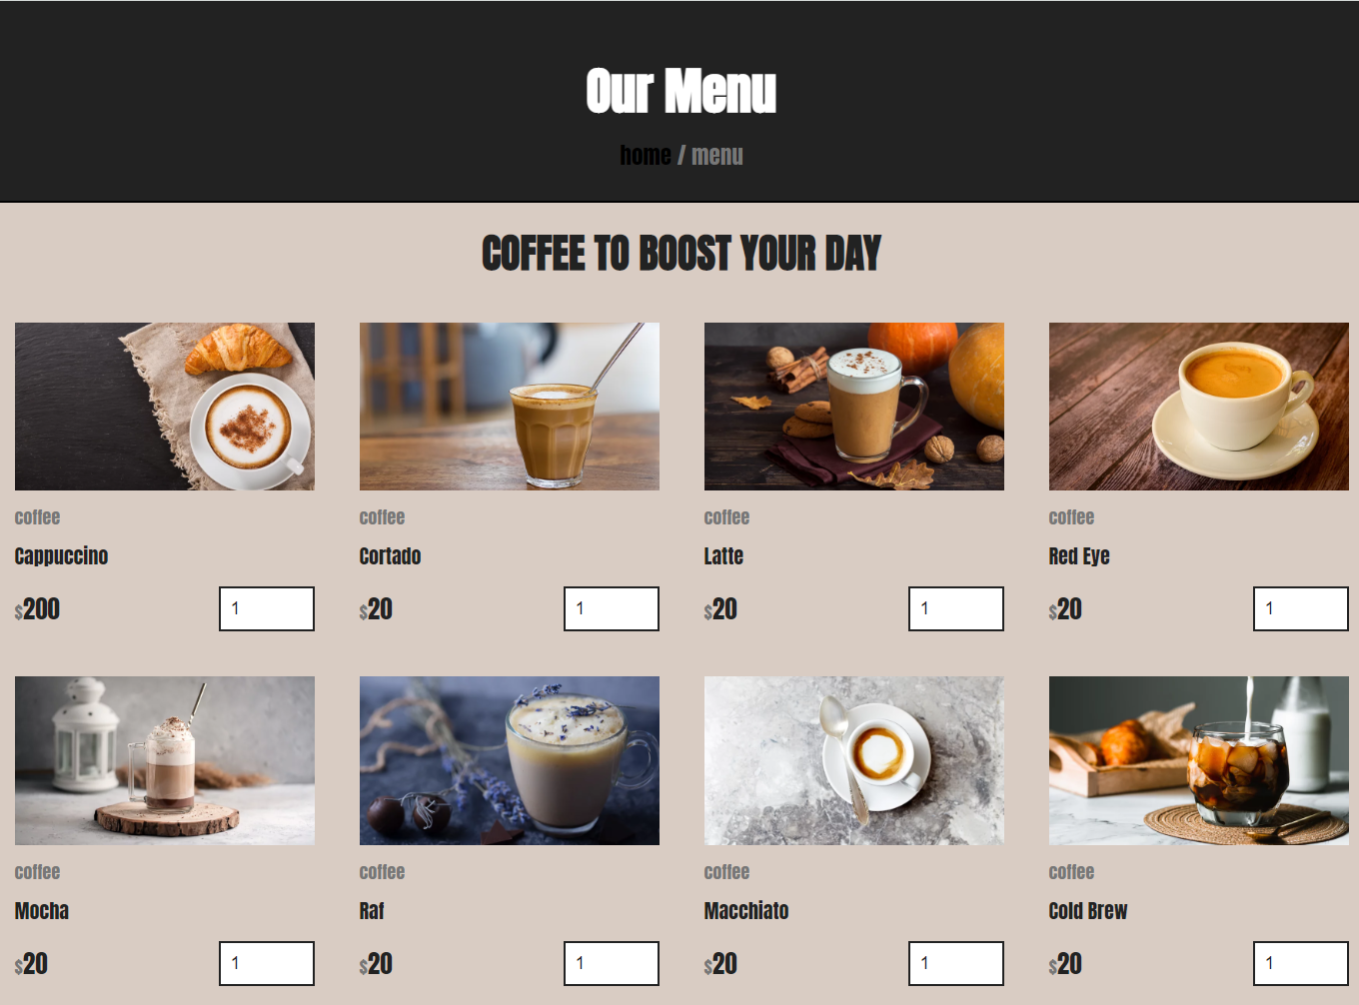 Our Menu
home / menu
COFFEE TO BOOST YOUR DAY
coffee
Cappuccino
$200 1
coffee
Cortado
$20 1
coffee
Latte
$20 1
coffee
Red Eye
$20 1
coffee
Mocha
$20 1
coffee
Raf
$20 1
coffee
Macchiato
$20 1
coffee
Cold Brew
$20 1